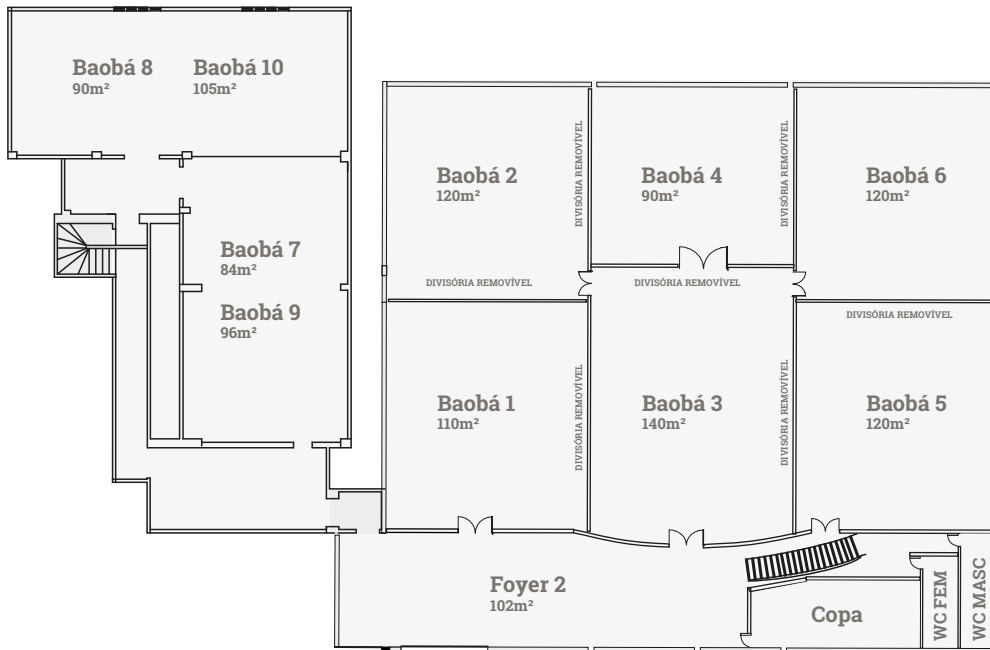 Baobá 8
90m²
Baobá 10
105m²
Baobá 7
84m²
Baobá 9
96m²
Baobá 2
120m²
DIVISÓRIA REMOVÍVEL
DIVISÓRIA REMOVÍVEL
Baobá 4
90m²
DIVISÓRIA REMOVÍVEL
DIVISÓRIA REMOVÍVEL
Baobá 6
120m²
Baobá 1
110m²
DIVISÓRIA REMOVÍVEL
Baobá 3
140m²
DIVISÓRIA REMOVÍVEL
DIVISÓRIA REMOVÍVEL
Baobá 5
120m²
Foyer 2
102m²
Copa
WC FEM
WC MASC